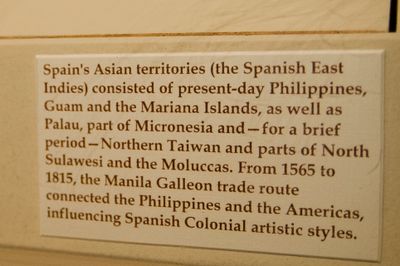 Spain's Asian territories (the Spanish East
Indies) consisted of present-day Philippines,
Guam and the Mariana Islands, as well as
Palau, part of Micronesia and—for a brief
period—Northern Taiwan and parts of North
Sulawesi and the Moluccas. From 1565 to
1815, the Manila Galleon trade route
connected the Philippines and the Americas,
influencing Spanish Colonial artistic styles.